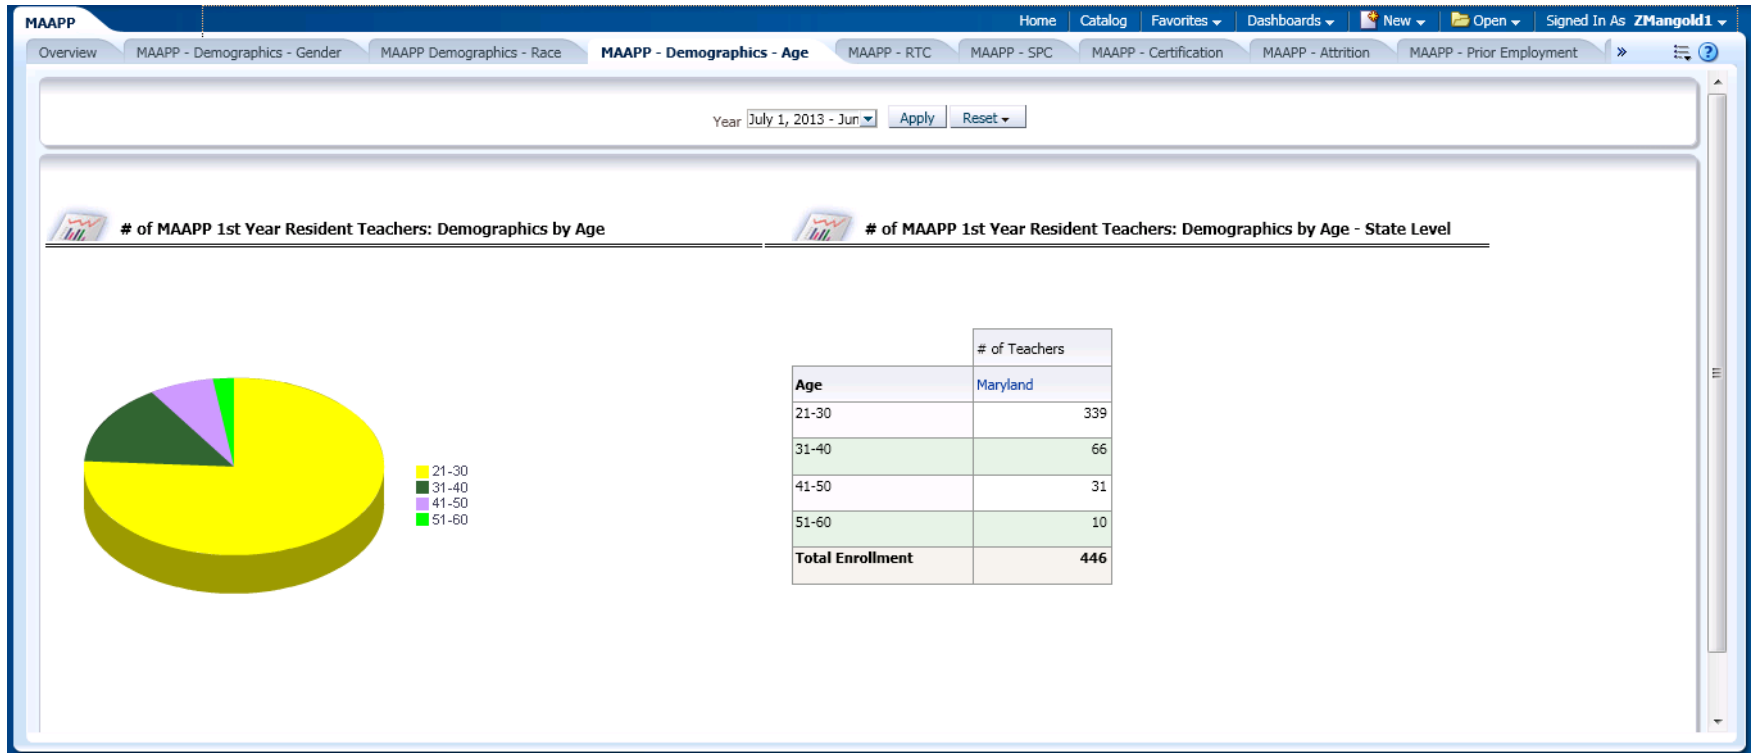 MAAPP
Home Catalog Favorites Dashboards New Open Signed In As ZMangold1
Overview MAAPP - Demographics - Gender MAAPP Demographics - Race MAAPP - Demographics - Age MAAPP - RTC MAAPP - SPC MAAPP - Certification MAAPP - Attrition MAAPP - Prior Employment »
Year July 1, 2013 - Jun Apply Reset
# of MAAPP 1st Year Resident Teachers: Demographics by Age
21-30
31-40
41-50
51-60
# of MAAPP 1st Year Resident Teachers: Demographics by Age - State Level
# of Teachers
Age Maryland
21-30 339
31-40 66
41-50 31
51-60 10
Total Enrollment 446